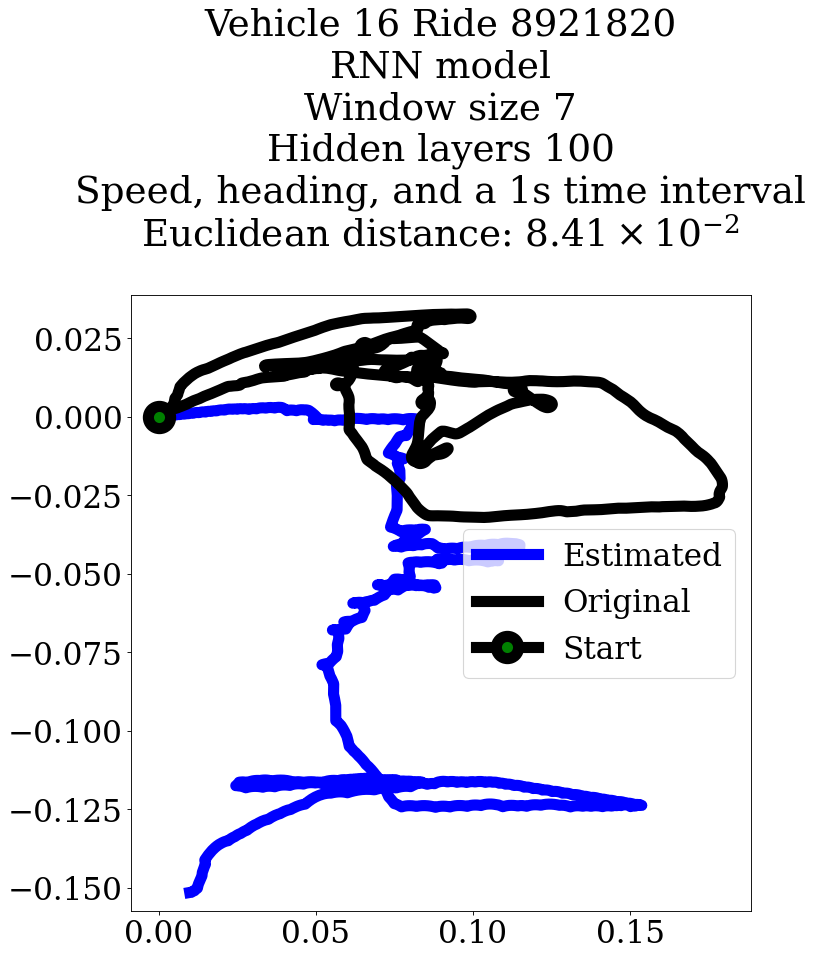 Vehicle 16 Ride 8921820
RNN model
Window size 7
Hidden layers 100
Speed, heading, and a 1s time interval
Euclidean distance: 8.41 × 10⁻²
0.025
0.000
−0.025
−0.050
−0.075
−0.100
−0.125
−0.150
Estimated
Original
Start
0.00 0.05 0.10 0.15